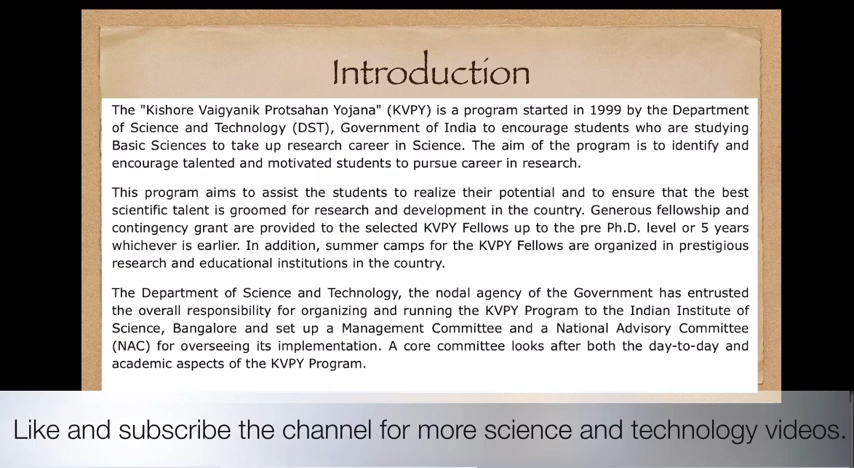 Introduction
The "Kishore Vaigyanik Protsahan Yojana" (KVPY) is a program started in 1999 by the Department
of Science and Technology (DST), Government of India to encourage students who are studying
Basic Sciences to take up research career in Science. The aim of the program is to identify and
encourage talented and motivated students to pursue career in research.
This program aims to assist the students to realize their potential and to ensure that the best
scientific talent is groomed for research and development in the country. Generous fellowship and
contingency grant are provided to the selected KVPY Fellows up to the pre Ph.D. level or 5 years
whichever is earlier. In addition, summer camps for the KVPY Fellows are organized in prestigious
research and educational institutions in the country.
The Department of Science and Technology, the nodal agency of the Government has entrusted
the overall responsibility for organizing and running the KVPY Program to the Indian Institute of
Science, Bangalore and set up a Management Committee and a National Advisory Committee
(NAC) for overseeing its implementation. A core committee looks after both the day-to-day and
academic aspects of the KVPY Program.
Like and subscribe the channel for more science and technology videos.